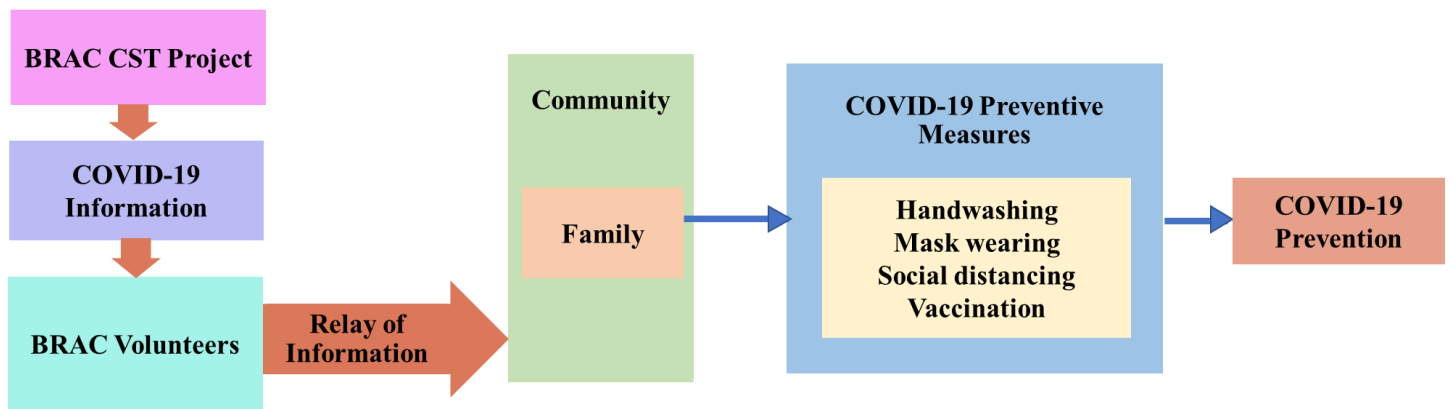 BRAC CST Project
COVID-19
Information
BRAC Volunteers
Relay of
Information
Community
Family
COVID-19 Preventive
Measures
Handwashing
Mask wearing
Social distancing
Vaccination
COVID-19
Prevention